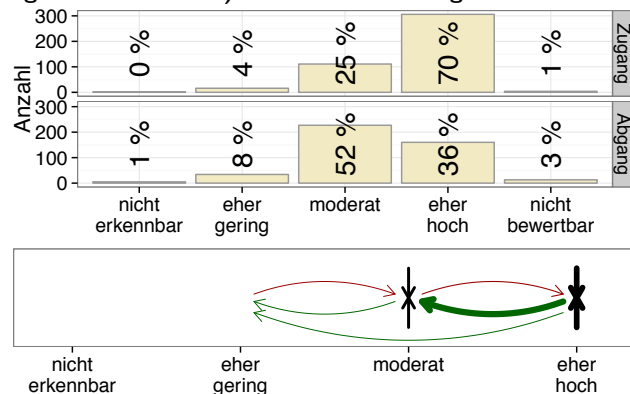 300
200
100
0
0 %
4 %
25 %
70 %
1 %
Zugang
Anzahl
300
200
100
0
1 %
8 %
52 %
36 %
3 %
Abgang
nicht erkennbar
eher gering
moderat
eher hoch
nicht bewertbar
nicht erkennbar
eher gering
moderat
eher hoch